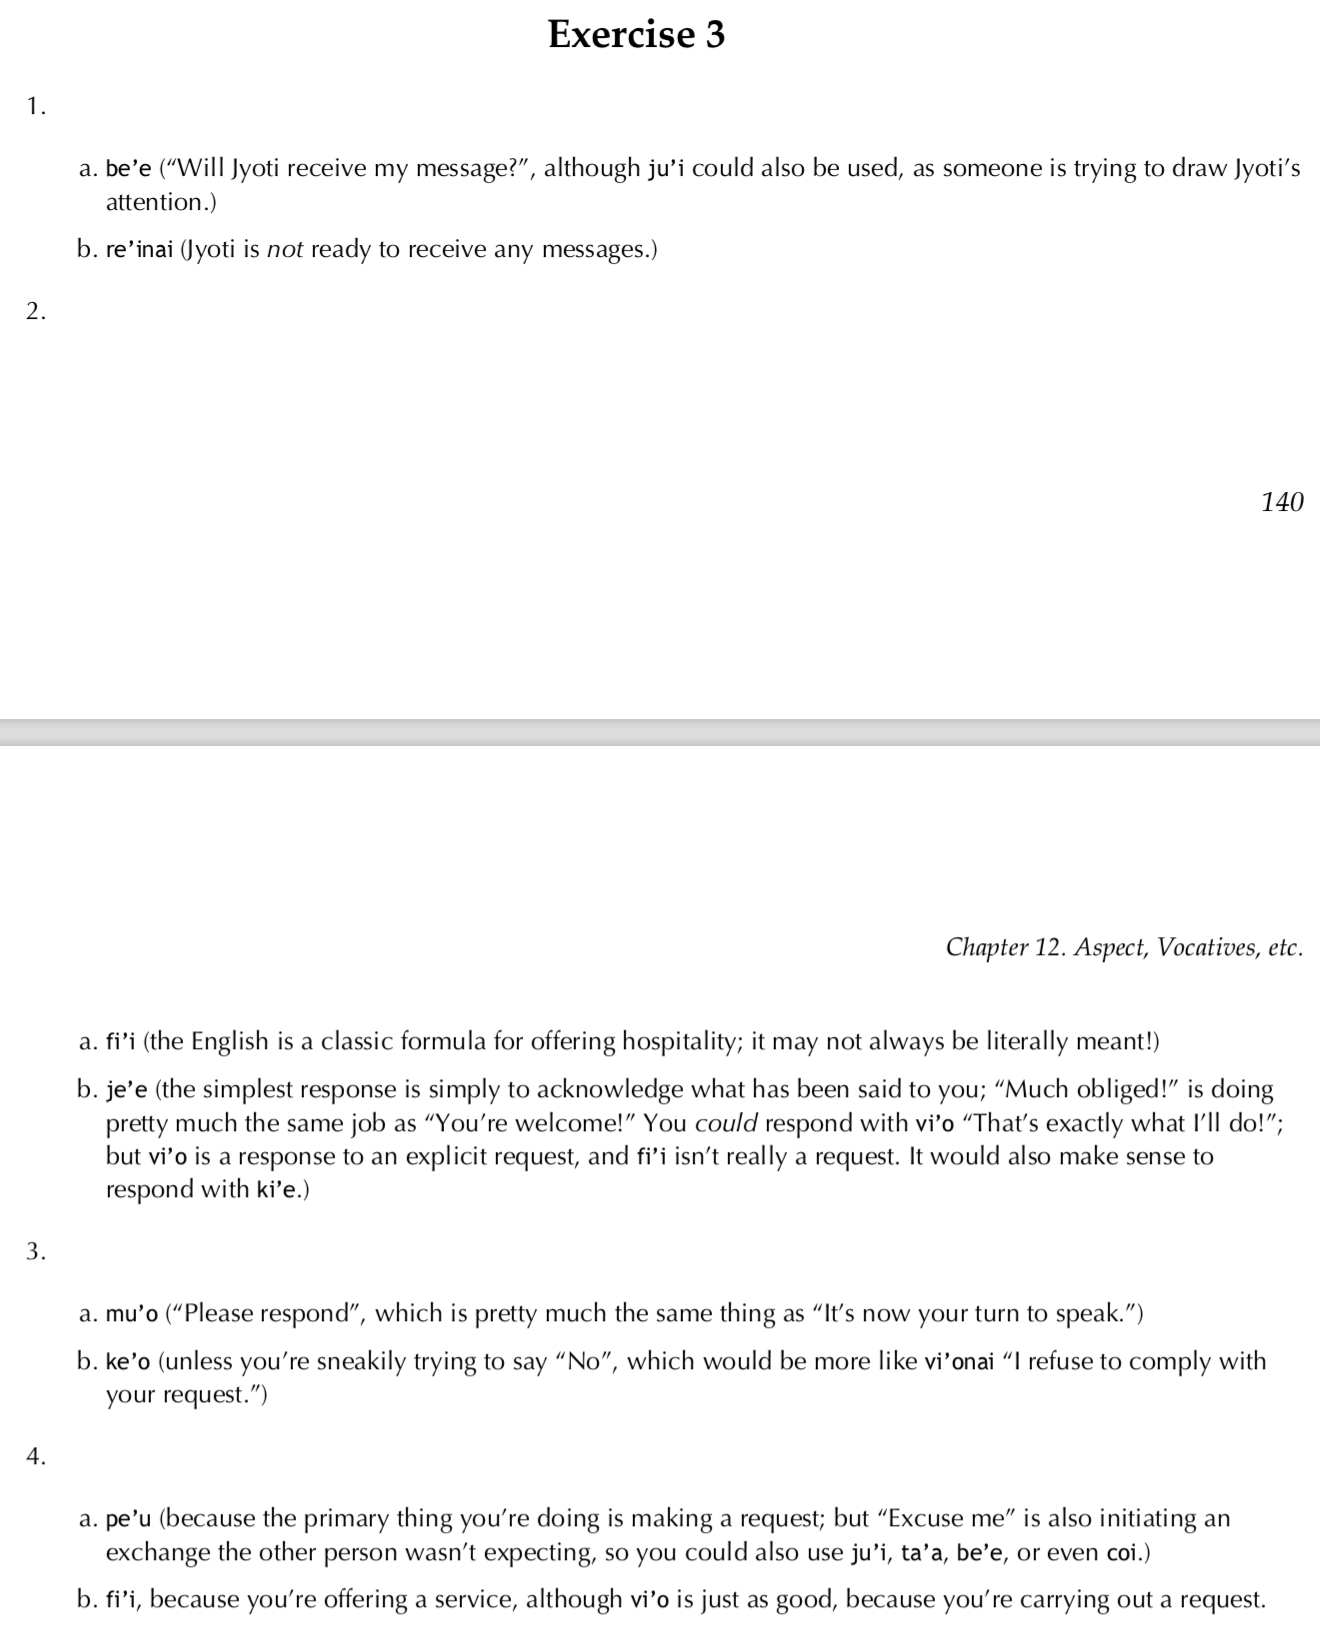 Exercise 3
1.
a. be’e (“Will Jyoti receive my message?”, although ju’i could also be used, as someone is trying to draw Jyoti’s
attention.)
b. re’inai (Jyoti is not ready to receive any messages.)
2.
140
Chapter 12. Aspect, Vocatives, etc.
a. fi’i (the English is a classic formula for offering hospitality; it may not always be literally meant!)
b. je’e (the simplest response is simply to acknowledge what has been said to you; “Much obliged!” is doing
pretty much the same job as “You’re welcome!” You could respond with vi’o “That’s exactly what I’ll do!”;
but vi’o is a response to an explicit request, and fi’i isn’t really a request. It would also make sense to
respond with ki’e.)
3.
a. mu’o (“Please respond”, which is pretty much the same thing as “It’s now your turn to speak.”)
b. ke’o (unless you’re sneakily trying to say “No”, which would be more like vi’onai “I refuse to comply with
your request.”)
4.
a. pe’u (because the primary thing you’re doing is making a request; but “Excuse me” is also initiating an
exchange the other person wasn’t expecting, so you could also use ju’i, ta’a, be’e, or even coi.)
b. fi’i, because you’re offering a service, although vi’o is just as good, because you’re carrying out a request.